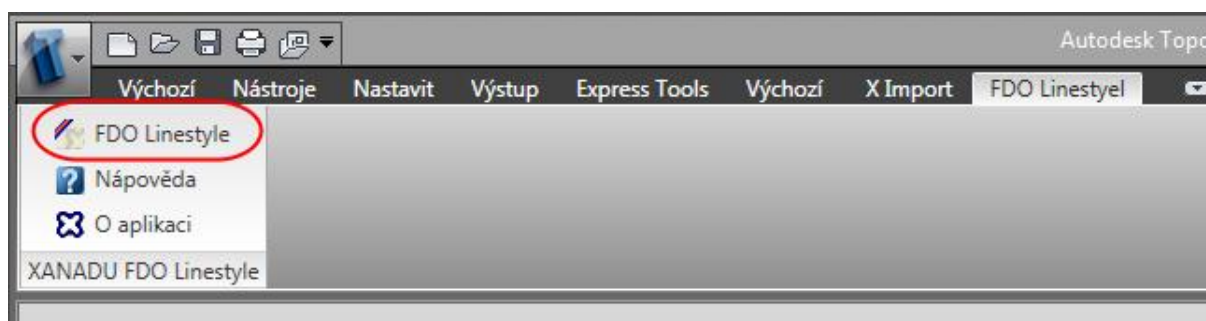 Autodesk Topo
Výchozí Nástroje Nastavit Výstup Express Tools Výchozí X Import FDO Linestyel
FDO Linestyle
Nápověda
O aplikaci
XANADU FDO Linestyle